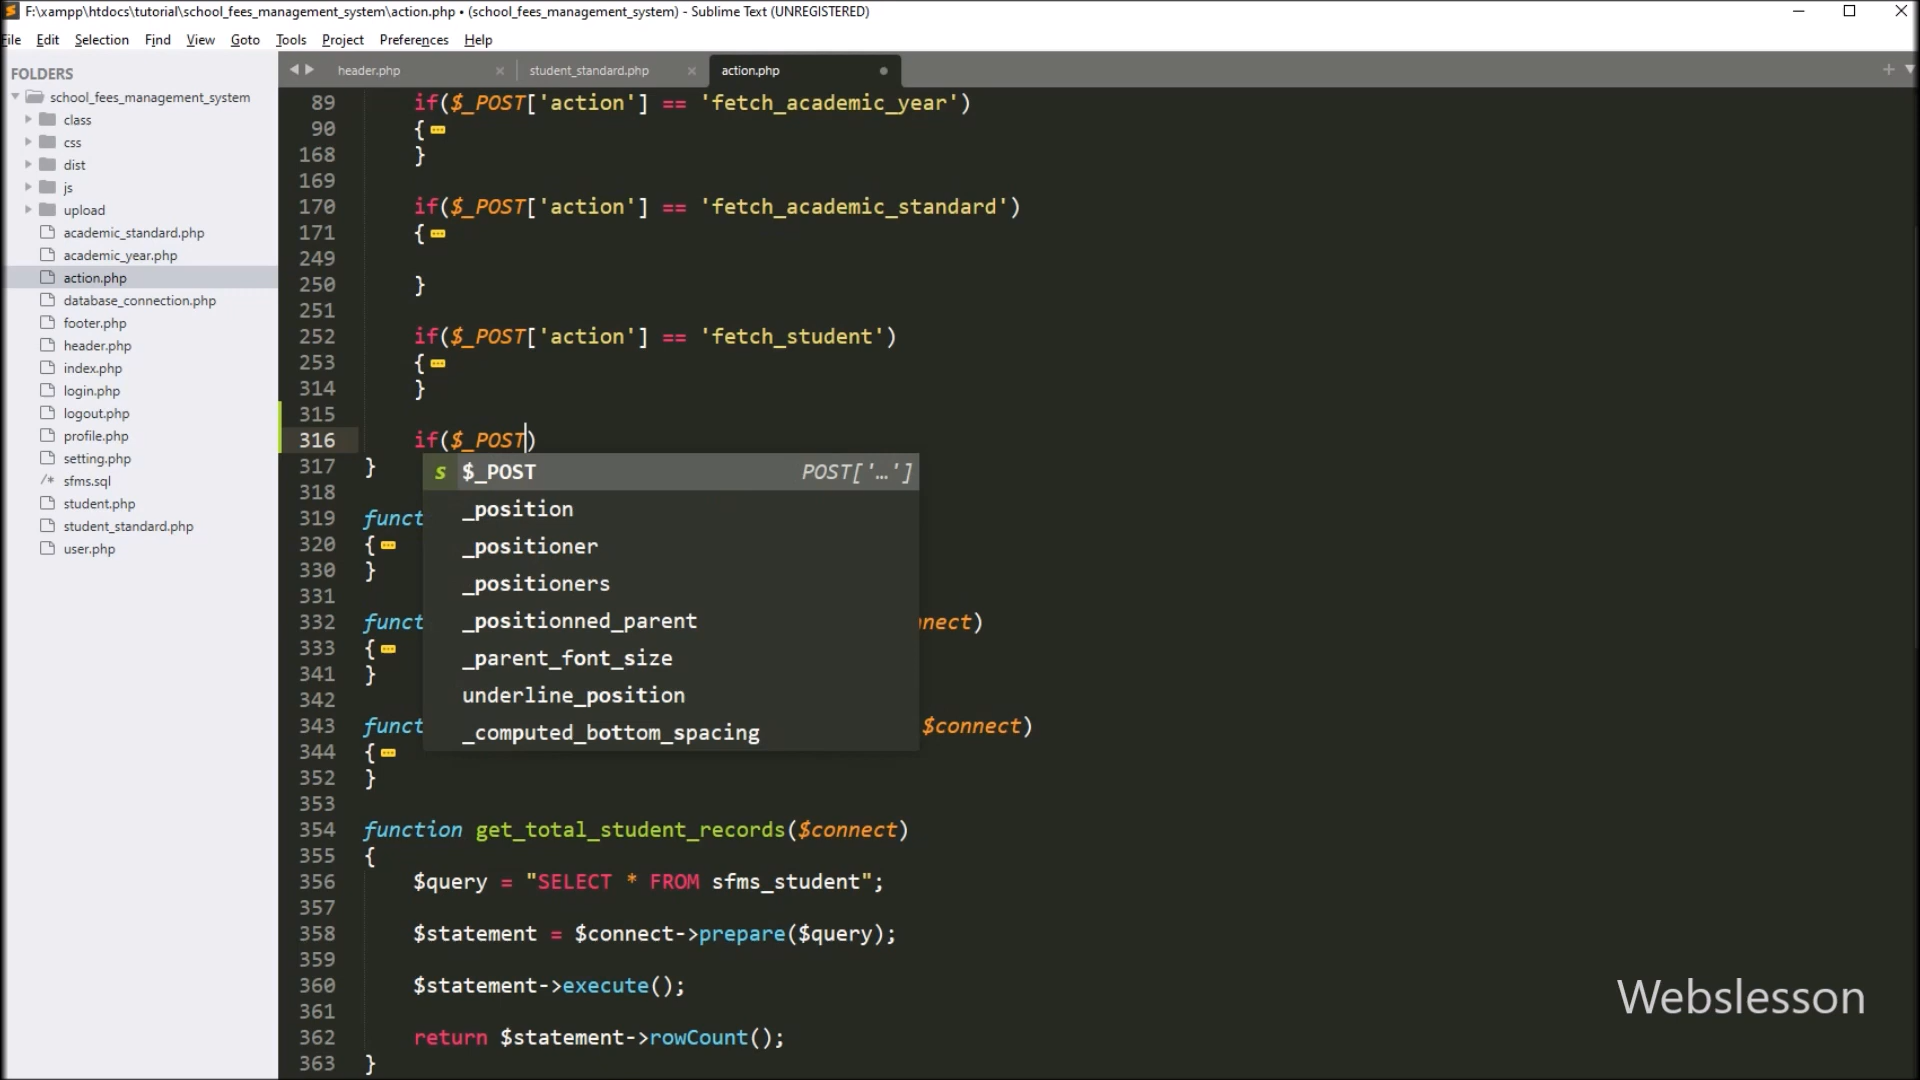 F:\xampp\htdocs\tutorial\school_fees_management_system\action.php • (school_fees_management_system) - Sublime Text (UNREGISTERED)
File Edit Selection Find View Goto Tools Project Preferences Help
FOLDERS
school_fees_management_system
class
css
dist
js
upload
academic_standard.php
academic_year.php
action.php
database_connection.php
footer.php
header.php
index.php
login.php
logout.php
profile.php
setting.php
/* sfms.sql
student.php
student_standard.php
user.php
header.php student_standard.php action.php
89 if($_POST['action'] == 'fetch_academic_year')
90 {
168 }
169
170 if($_POST['action'] == 'fetch_academic_standard')
171 {
249
250 }
251
252 if($_POST['action'] == 'fetch_student')
253 {
314 }
315
316 if($_POST)
317 }
318
319 funct
320 {
330 }
331
332 funct nnect)
333 {
341 }
342
343 funct $connect)
344 {
352 }
353
354 function get_total_student_records($connect)
355 {
356 $query = "SELECT * FROM sfms_student";
357
358 $statement = $connect->prepare($query);
359
360 $statement->execute();
361
362 return $statement->rowCount();
363 }
s $_POST POST['…']
_position
_positioner
_positioners
_positionned_parent
_parent_font_size
underline_position
_computed_bottom_spacing
Webslesson